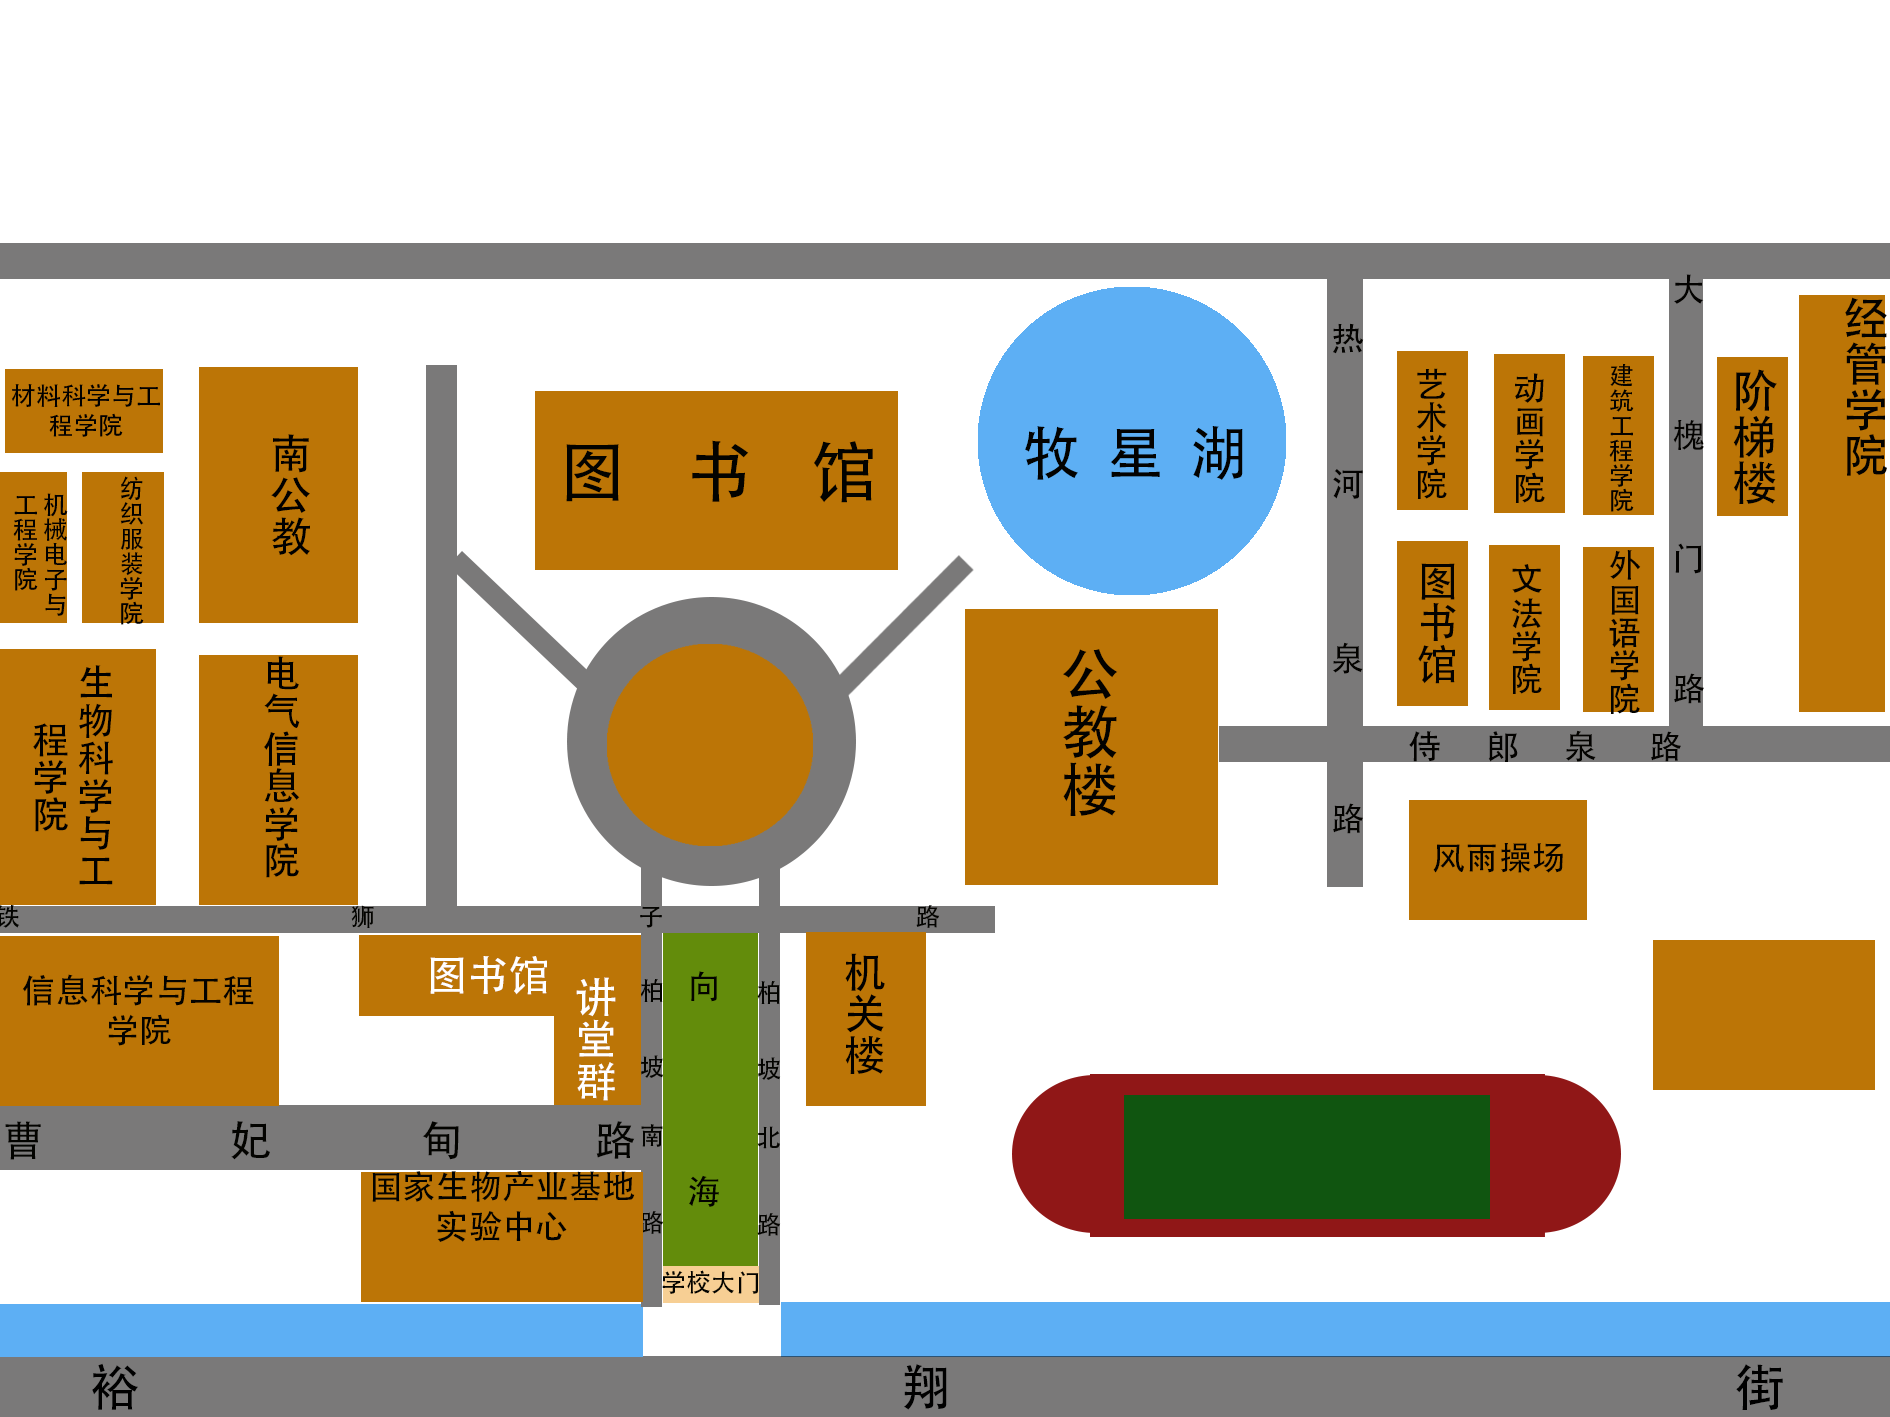 材料科学与工
程学院
南公教
图书馆
牧星湖
热河泉路
艺术学院
动画学院
建筑工程学院
大槐门路
阶梯楼
经管学院
机械电子与
工程学院
纺织服装学院
图书馆
文法学院
外国语学院
生物科学与工
程学院
电气信息学院
公教楼
侍郎泉路
风雨操场
铁狮子路
信息科学与工程
学院
图书馆
讲堂群
柏坡南路
向海
柏坡北路
机关楼
曹妃甸路
国家生物产业基地
实验中心
学校大门
裕翔街